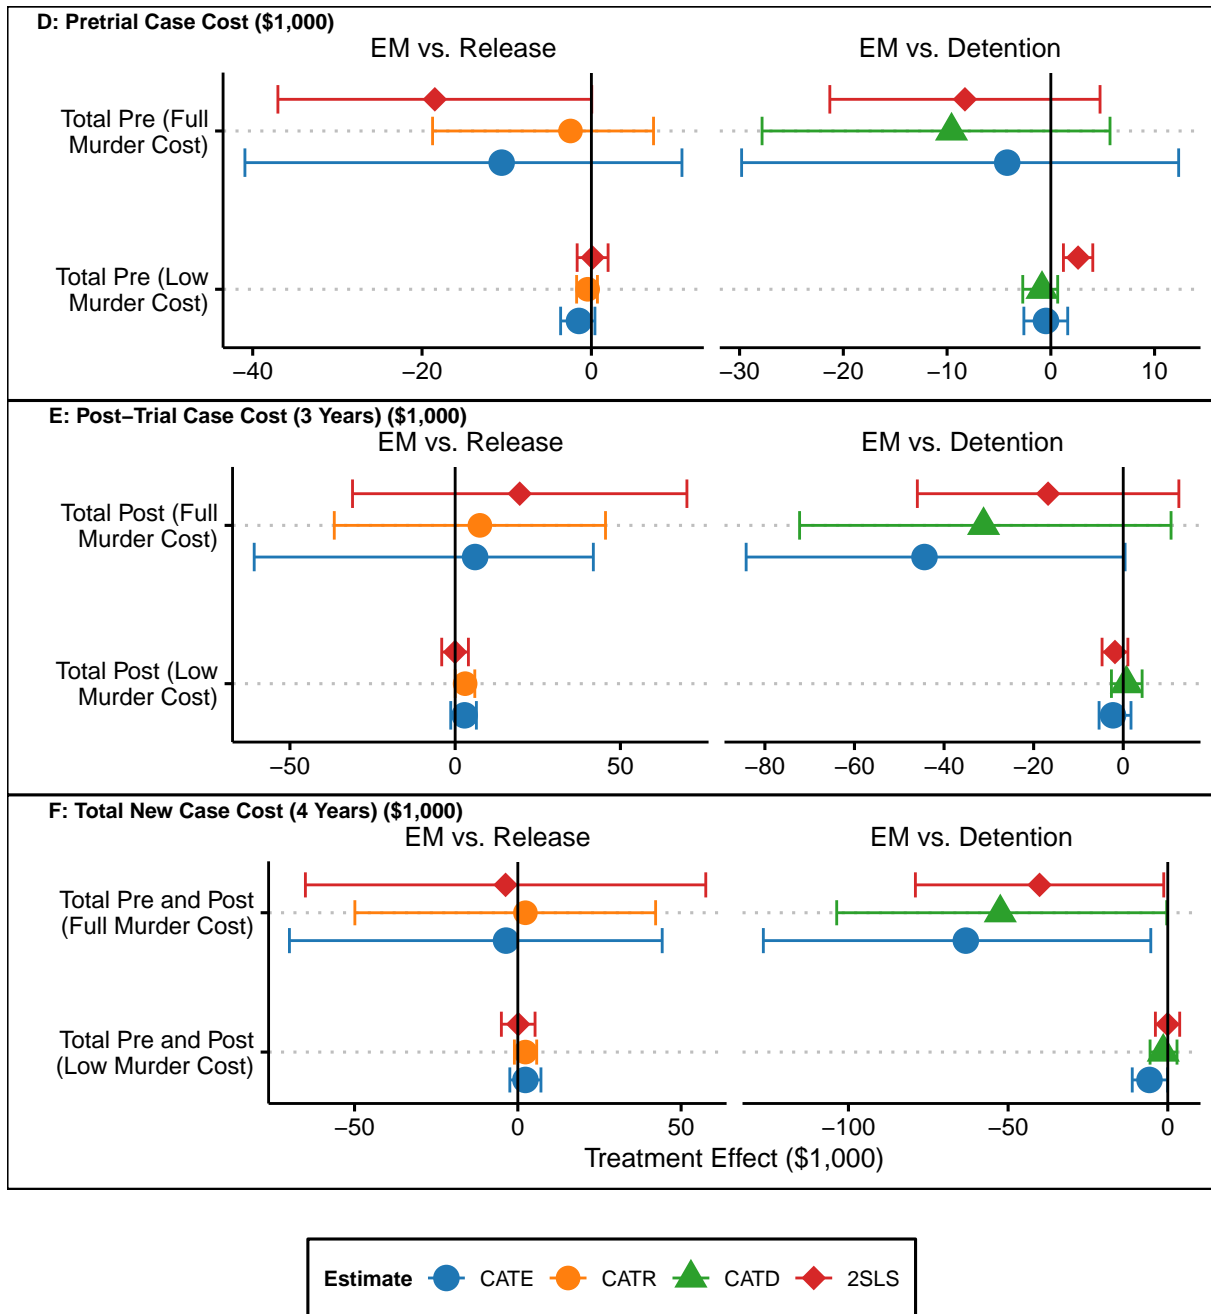 D: Pretrial Case Cost ($1,000)
EM vs. Release
EM vs. Detention
Total Pre (Full
Murder Cost)
Total Pre (Low
Murder Cost)
−40 −20 0
−30 −20 −10 0 10
E: Post−Trial Case Cost (3 Years) ($1,000)
EM vs. Release
EM vs. Detention
Total Post (Full
Murder Cost)
Total Post (Low
Murder Cost)
−50 0 50
−80 −60 −40 −20 0
F: Total New Case Cost (4 Years) ($1,000)
EM vs. Release
EM vs. Detention
Total Pre and Post
(Full Murder Cost)
Total Pre and Post
(Low Murder Cost)
−50 0 50
−100 −50 0
Treatment Effect ($1,000)
Estimate CATE CATR CATD 2SLS